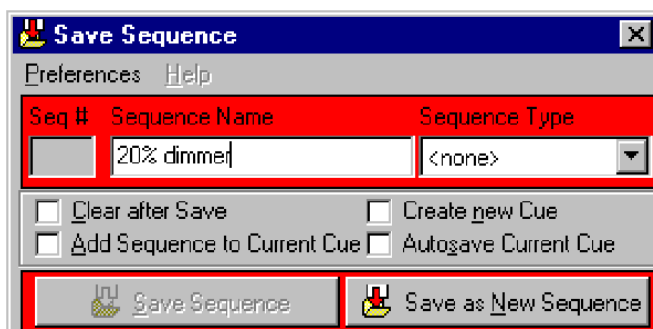 Save Sequence
Preferences Help
Seq # Sequence Name Sequence Type
20% dimmer <none>
Clear after Save Create new Cue
Add Sequence to Current Cue Autosave Current Cue
Save Sequence Save as New Sequence